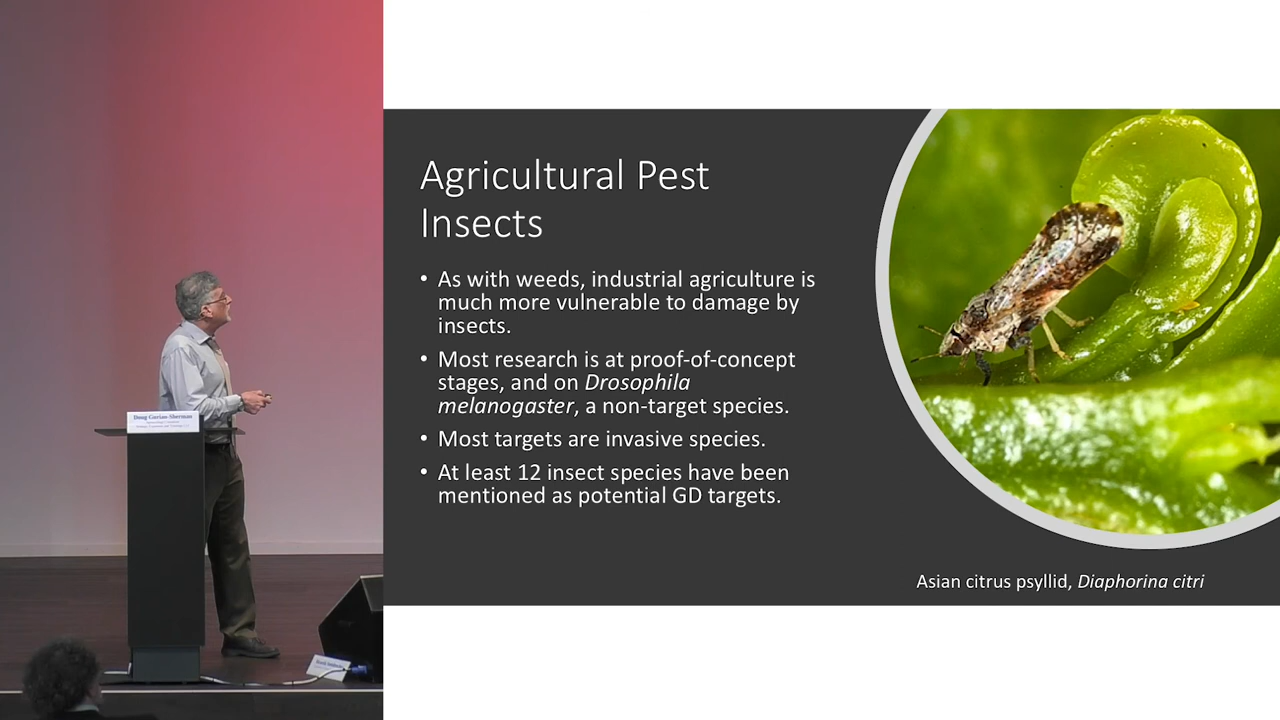 Agricultural Pest
Insects
• As with weeds, industrial agriculture is
much more vulnerable to damage by
insects.
• Most research is at proof-of-concept
stages, and on Drosophila
melanogaster, a non-target species.
• Most targets are invasive species.
• At least 12 insect species have been
mentioned as potential GD targets.
Asian citrus psyllid, Diaphorina citri
Doug Gurian-Sherman